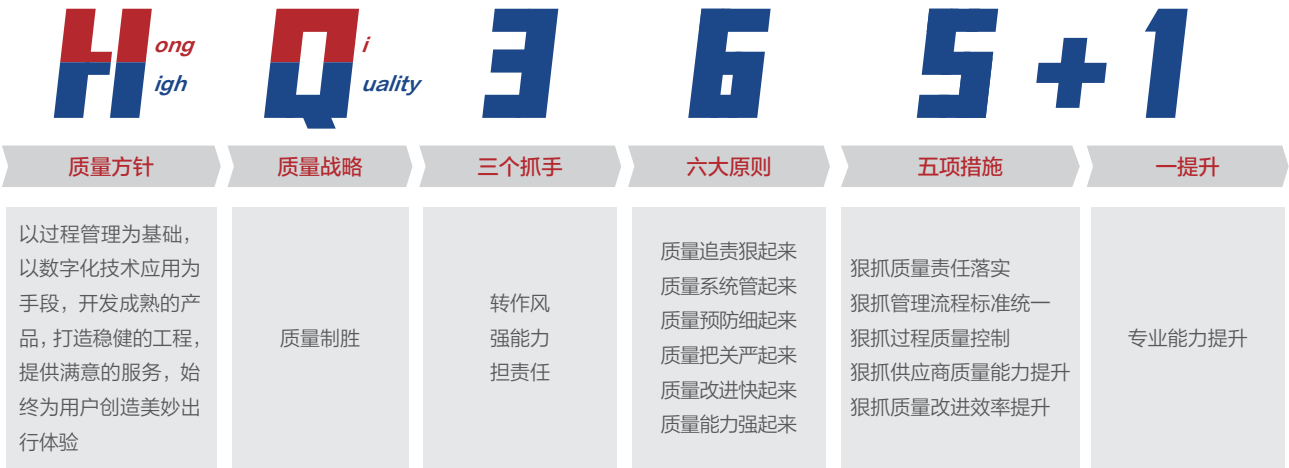 Hong
High
Qi
Quality
3
6
5+1
质量方针
质量战略
三个抓手
六大原则
五项措施
一提升
以过程管理为基础，
以数字化技术应用为
手段，开发成熟的产
品，打造稳健的工程，
提供满意的服务，始
终为用户创造美妙出
行体验
质量制胜
转作风
强能力
担责任
质量追责狠起来
质量系统管起来
质量预防细起来
质量把关严起来
质量改进快起来
质量能力强起来
狠抓质量责任落实
狠抓管理流程标准统一
狠抓过程质量控制
狠抓供应商质量能力提升
狠抓质量改进效率提升
专业能力提升